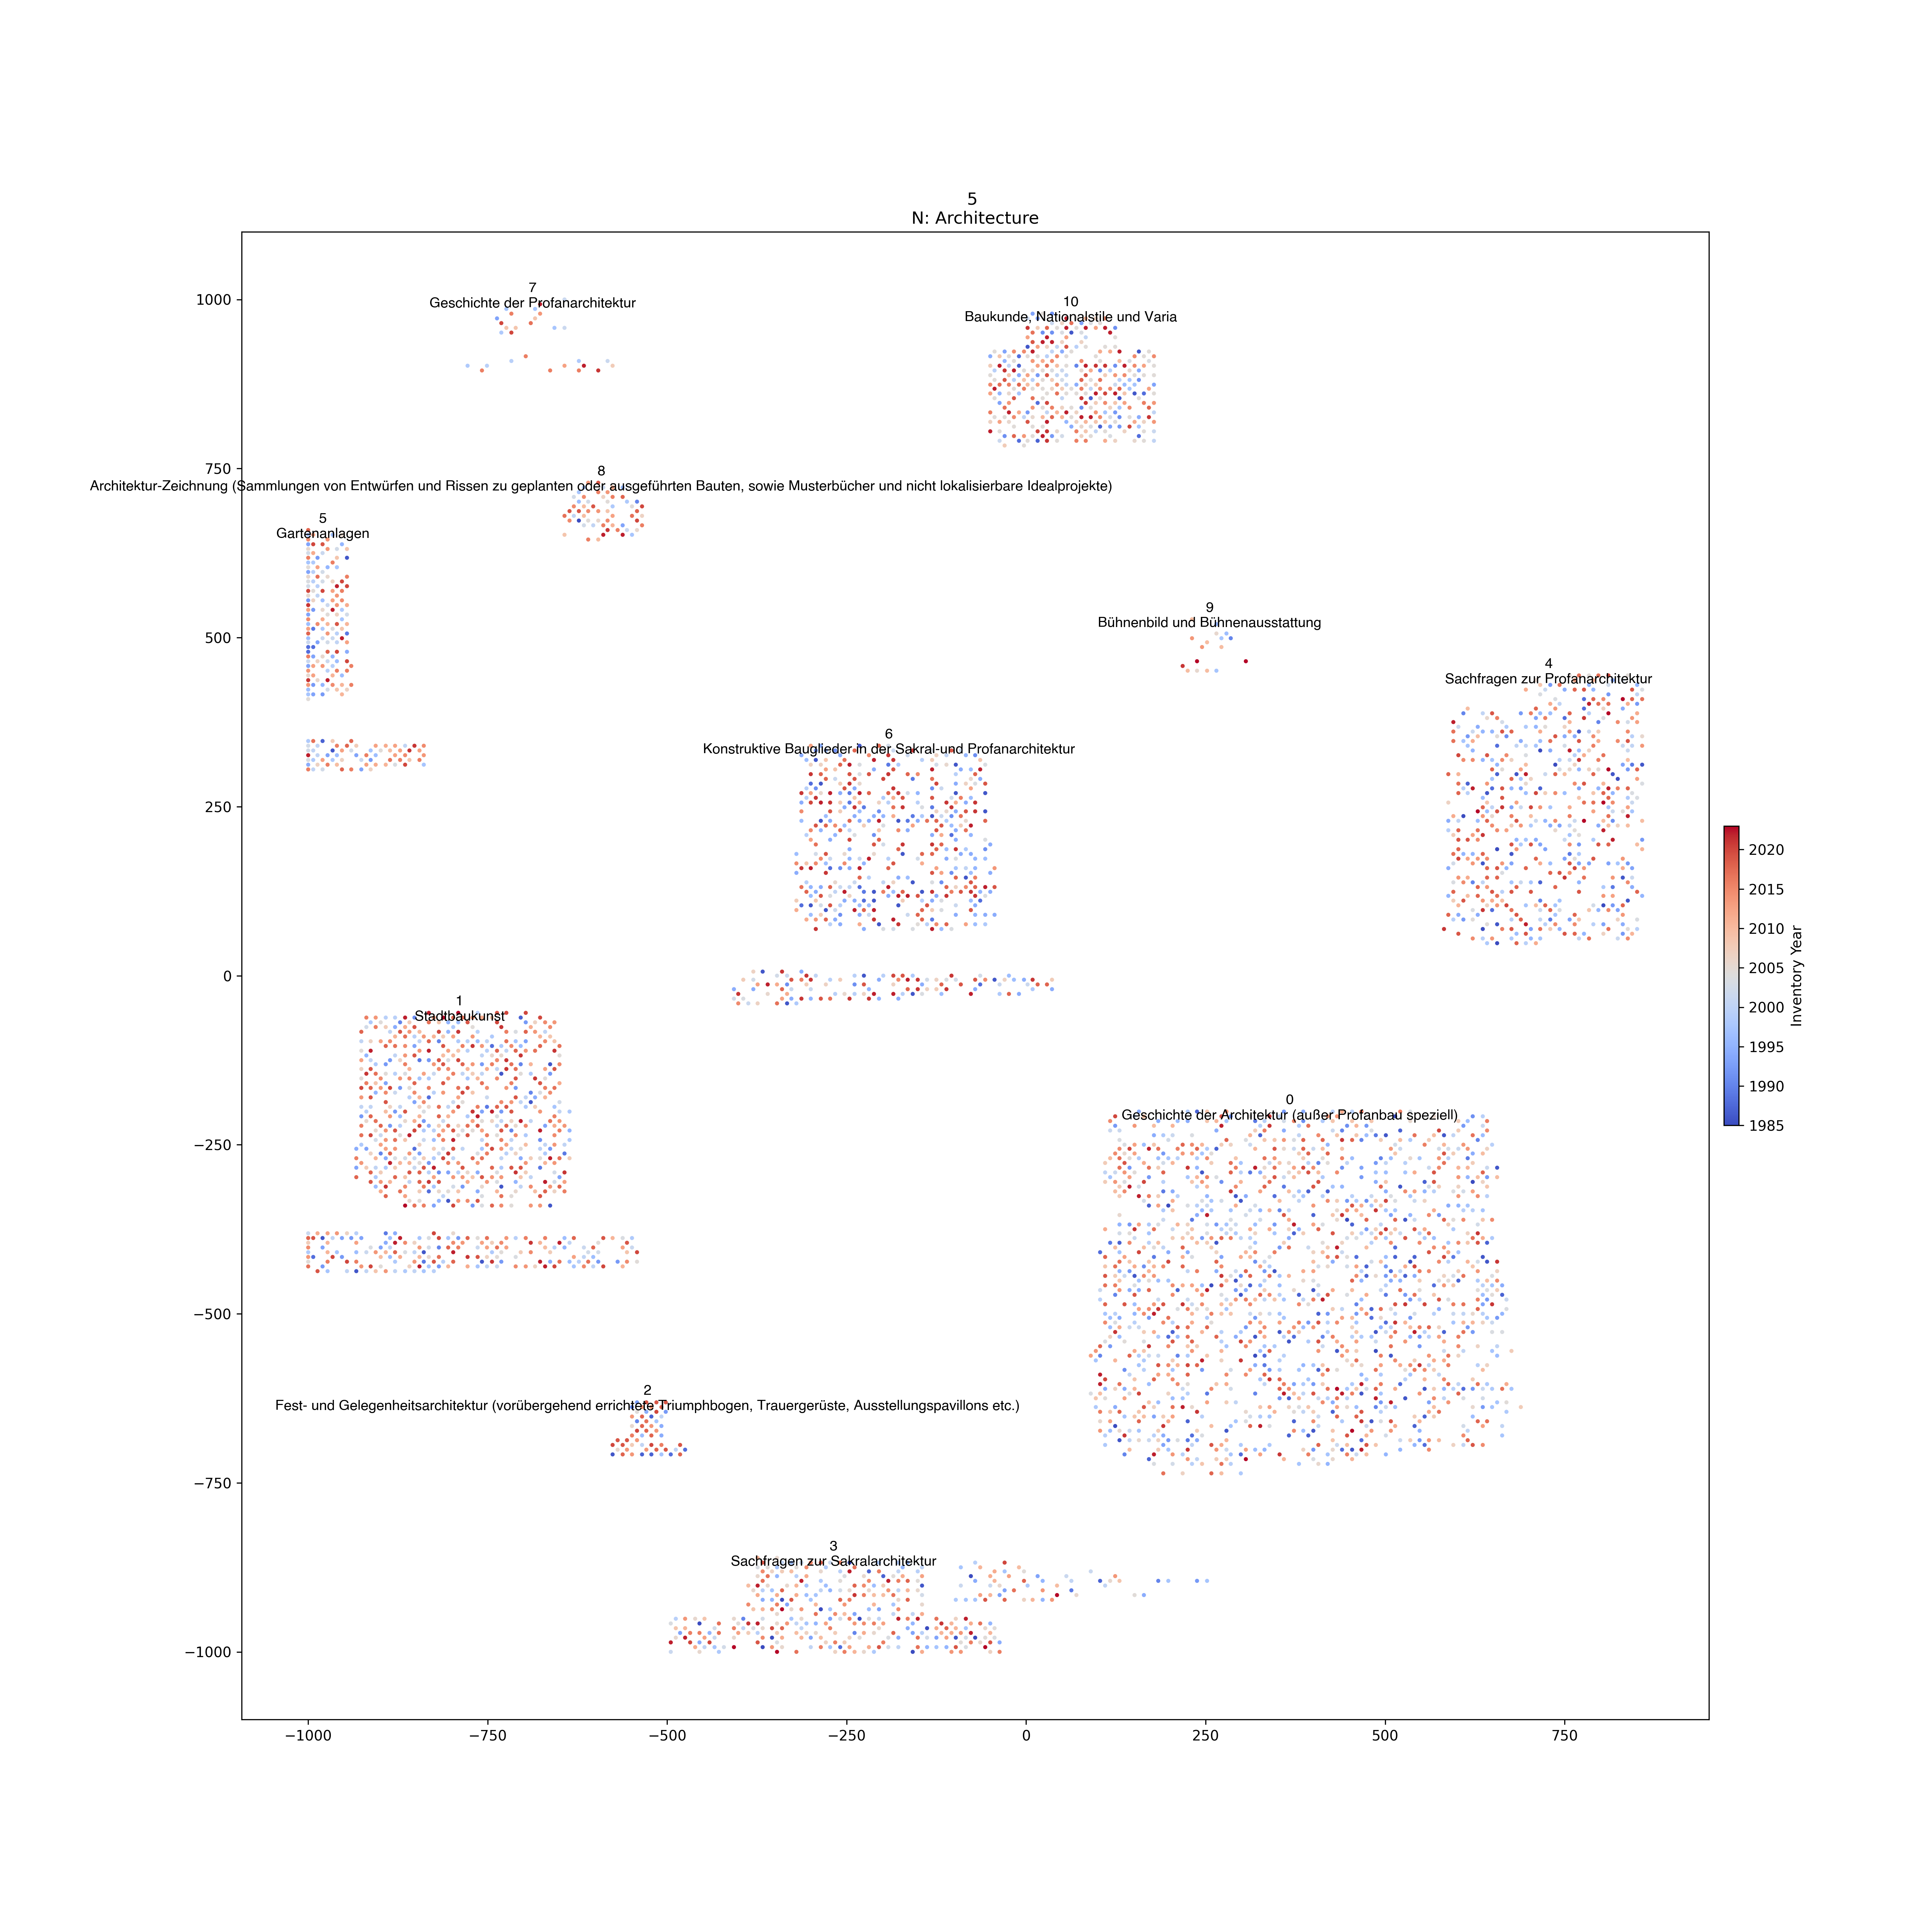 5
N: Architecture
7
Geschichte der Profanarchitektur
10
Baukunde, Nationalstile und Varia
8
Architektur-Zeichnung (Sammlungen von Entwürfen und Rissen zu geplanten oder ausgeführten Bauten, sowie Musterbücher und nicht lokalisierbare Idealprojekte)
5
Gartenanlagen
9
Bühnenbild und Bühnenausstattung
4
Sachfragen zur Profanarchitektur
6
Konstruktive Bauglieder in der Sakral-und Profanarchitektur
1
Stadtbaukunst
0
Geschichte der Architektur (außer Profanbau speziell)
2
Fest- und Gelegenheitsarchitektur (vorübergehend errichtete Triumphbogen, Trauergerüste, Ausstellungspavillons etc.)
3
Sachfragen zur Sakralarchitektur
1000
750
500
250
0
−250
−500
−750
−1000
−1000 −750 −500 −250 0 250 500 750
2020
2015
2010
2005
2000
1995
1990
1985
Inventory Year